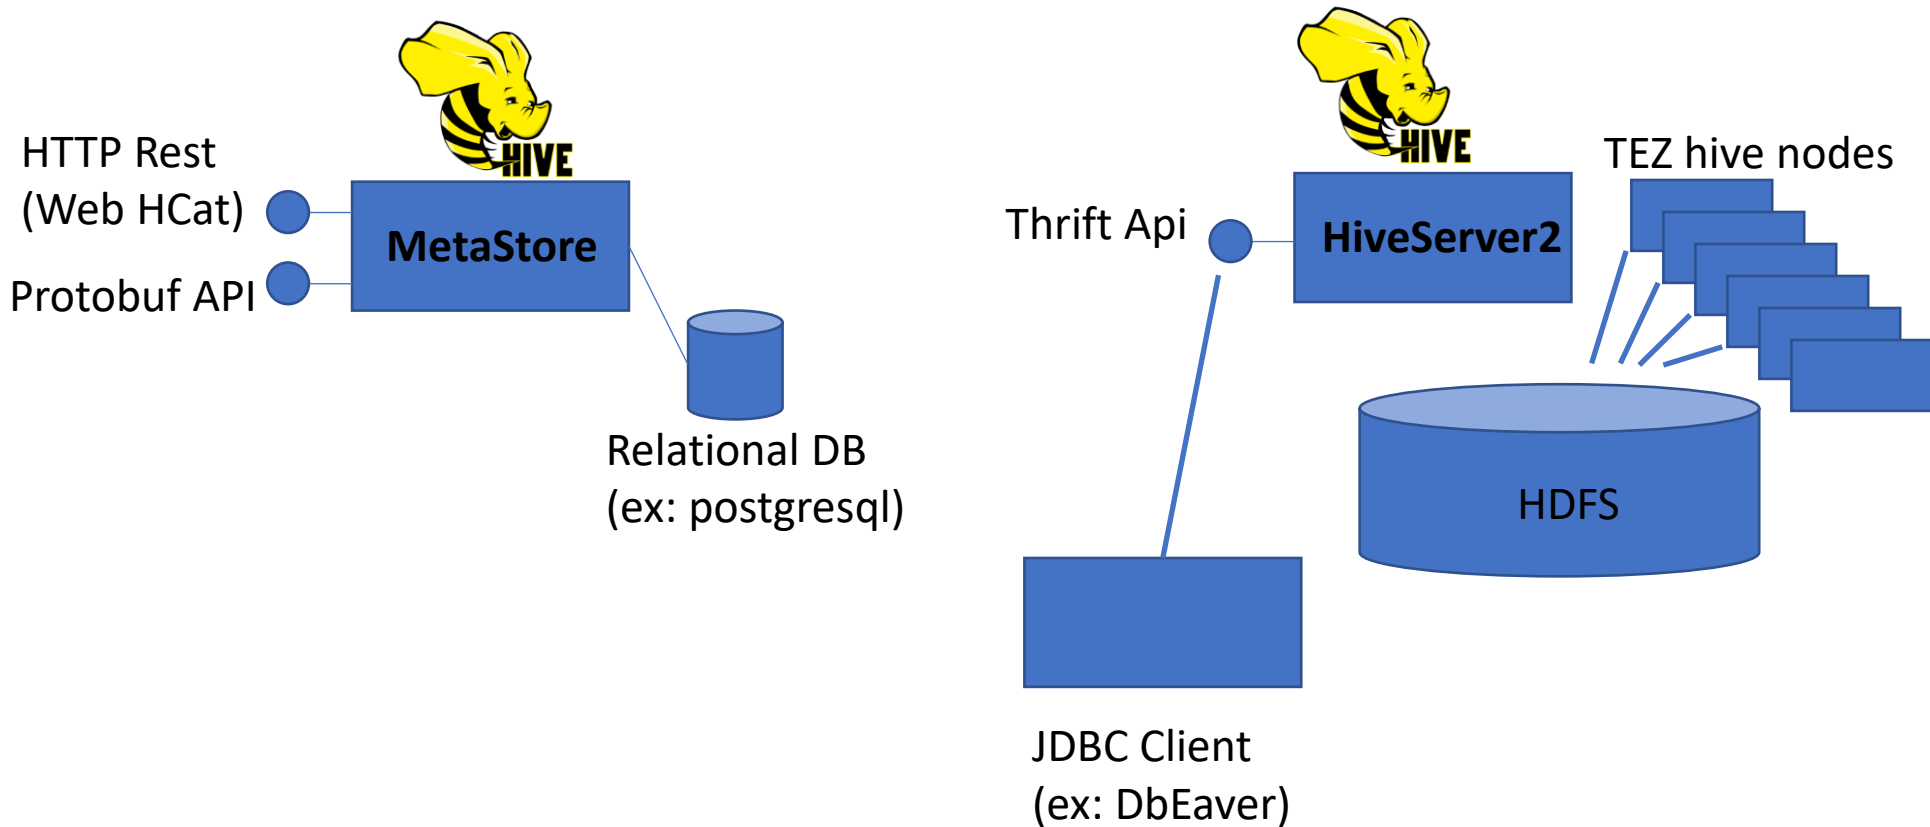 HIVE
HTTP Rest
(Web HCat)
MetaStore
Protobuf API
Relational DB
(ex: postgresql)
HIVE
TEZ hive nodes
Thrift Api
HiveServer2
HDFS
JDBC Client
(ex: DbEaver)